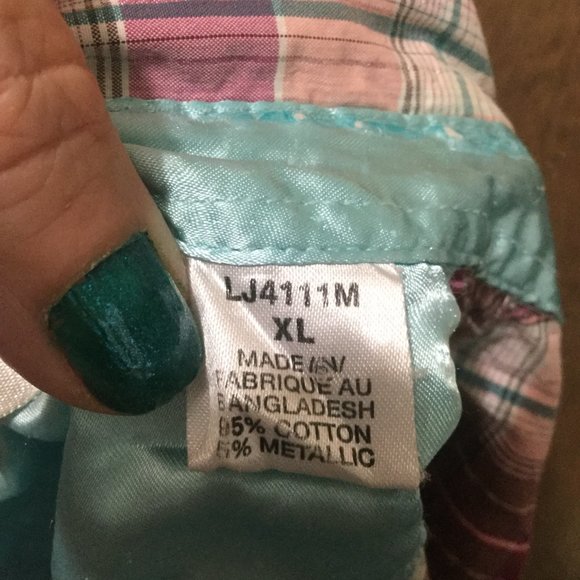 LJ4111M
XL
MADE IN/
FABRIQUE AU
BANGLADESH
95% COTTON
5% METALLIC